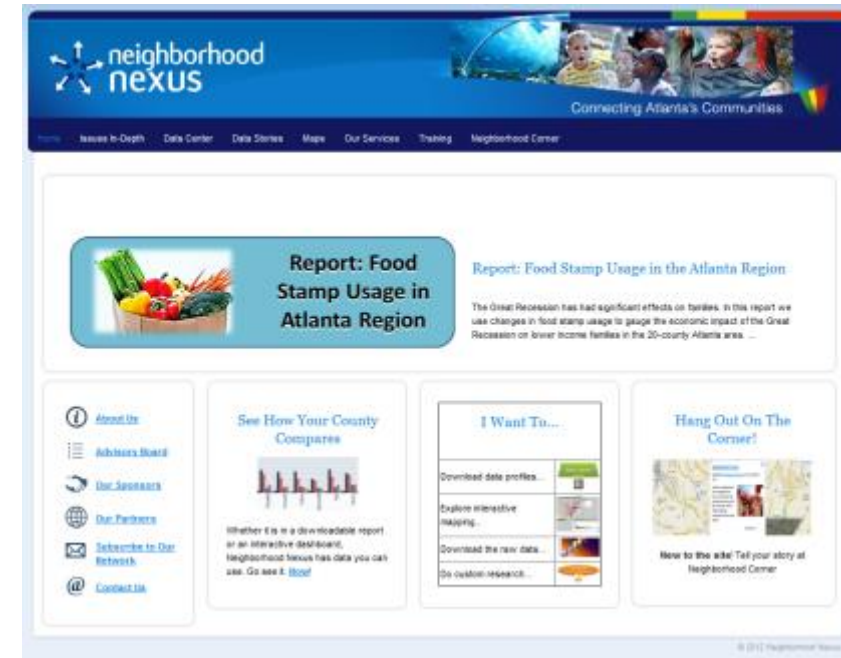 neighborhood
nexus
Connecting Atlanta's Communities
Home Issues In-Depth Data Center Data Stories Maps Our Services Training Neighborhood Corner
Report: Food
Stamp Usage in
Atlanta Region
Report: Food Stamp Usage in the Atlanta Region
The Great Recession has had significant effects on families. In this report we
use changes in food stamp usage to gauge the economic impact of the Great
Recession on lower income families in the 20-county Atlanta area. ...
About Us
Advisors Board
Our Sponsors
Our Partners
Subscribe to Our
Network
Contact Us
See How Your County
Compares
Whether it is in a downloadable report
or an interactive dashboard,
Neighborhood Nexus has data you can
use. Go see it. Now!
I Want To...
Download data profiles...
Explore interactive
mapping...
Download the raw data...
Do custom research...
Hang Out On The
Corner!
New to the site! Tell your story at
Neighborhood Corner
© 2012 Neighborhood Nexus